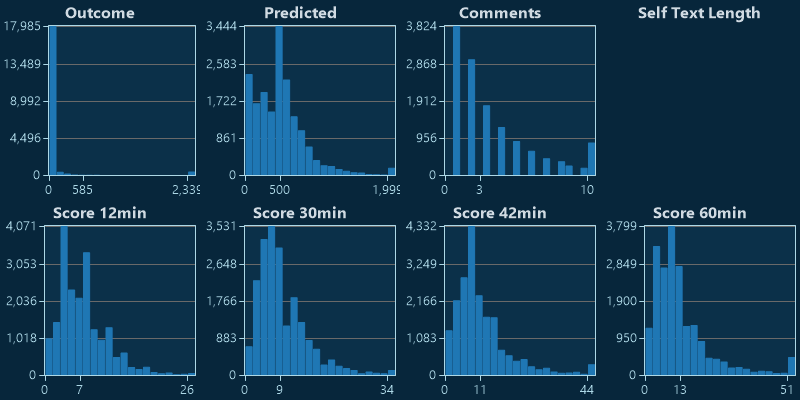 Outcome
17,985
13,489
8,992
4,496
0
0 585 2,339
Predicted
3,444
2,583
1,722
861
0
0 500 1,999
Comments
3,824
2,868
1,912
956
0
0 3 10
Self Text Length
Score 12min
4,071
3,053
2,036
1,018
0
0 7 26
Score 30min
3,531
2,648
1,766
883
0
0 9 34
Score 42min
4,332
3,249
2,166
1,083
0
0 11 44
Score 60min
3,799
2,849
1,900
950
0
0 13 51